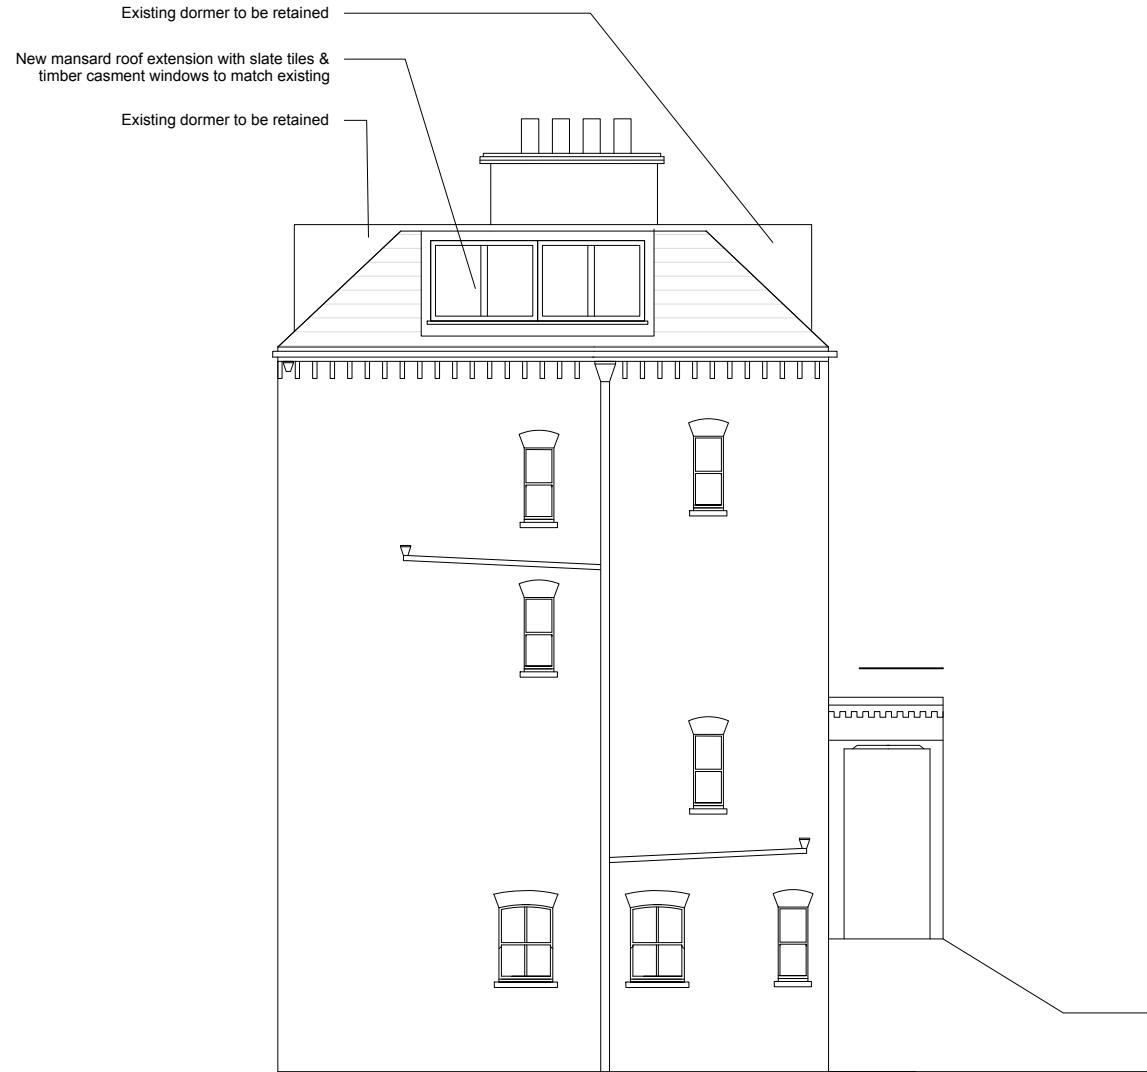 Existing dormer to be retained
New mansard roof extension with slate tiles &
timber casment windows to match existing
Existing dormer to be retained